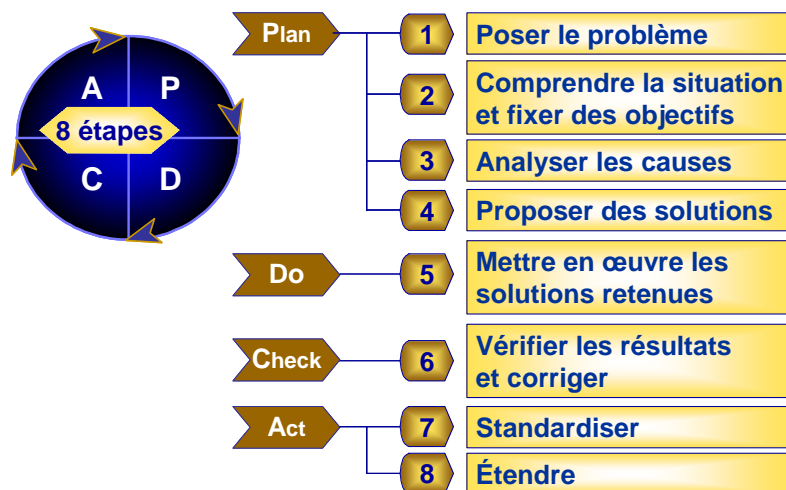 A P
8 étapes
C D
Plan
1 Poser le problème
2 Comprendre la situation
et fixer des objectifs
3 Analyser les causes
4 Proposer des solutions
Do
5 Mettre en œuvre les
solutions retenues
Check
6 Vérifier les résultats
et corriger
Act
7 Standardiser
8 Étendre